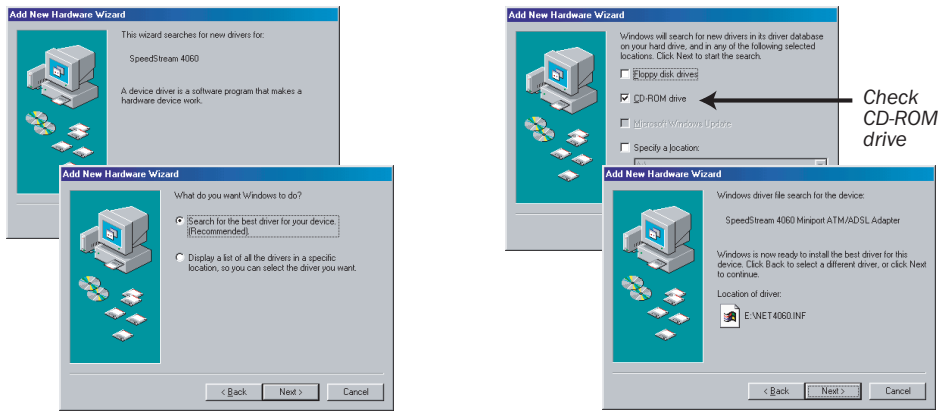 Add New Hardware Wizard
This wizard searches for new drivers for:
SpeedStream 4060
A device driver is a software program that makes a
hardware device work.
Add New Hardware Wizard
What do you want Windows to do?
Search for the best driver for your device.
(Recommended).
Display a list of all the drivers in a specific
location, so you can select the driver you want.
< Back
Next >
Cancel
Add New Hardware Wizard
Windows will search for new drivers in its driver database
on your hard drive, and in any of the following selected
locations. Click Next to start the search.
Floppy disk drives
CD-ROM drive
Microsoft Windows Update
Specify a location:
Check
CD-ROM
drive
Add New Hardware Wizard
Windows driver file search for the device:
SpeedStream 4060 Miniport ATM/ADSL Adapter
Windows is now ready to install the best driver for this
device. Click Back to select a different driver, or click Next
to continue.
Location of driver:
E:\NET4060.INF
< Back
Next >
Cancel